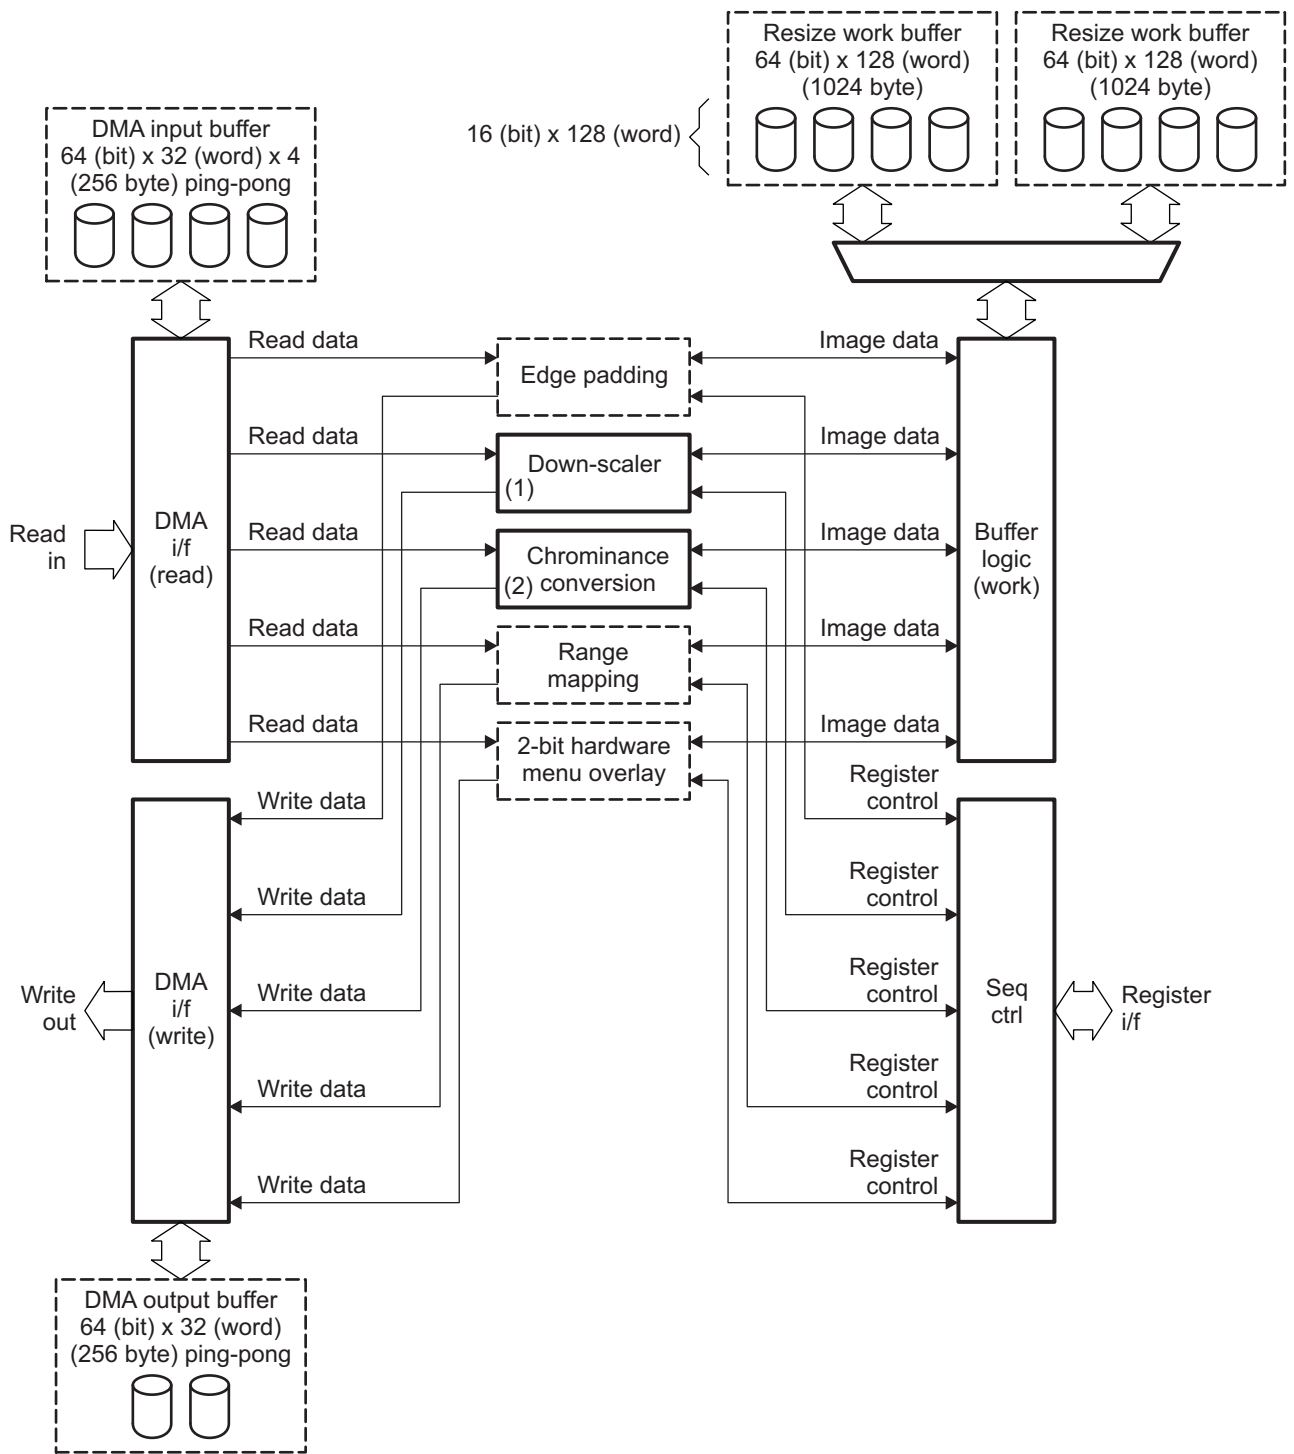 Resize work buffer
64 (bit) x 128 (word)
(1024 byte)
Resize work buffer
64 (bit) x 128 (word)
(1024 byte)
16 (bit) x 128 (word)
DMA input buffer
64 (bit) x 32 (word) x 4
(256 byte) ping-pong
Read data
Edge padding
Image data
Read data
Down-scaler
(1)
Image data
Read
in
DMA
i/f
(read)
Read data
Chrominance
(2) conversion
Image data
Buffer
logic
(work)
Read data
Range
mapping
Image data
Read data
2-bit hardware
menu overlay
Image data
Write data
Register
control
Write data
Register
control
Write
out
DMA
i/f
(write)
Write data
Register
control
Seq
ctrl
Register
i/f
Write data
Register
control
Write data
Register
control
DMA output buffer
64 (bit) x 32 (word)
(256 byte) ping-pong